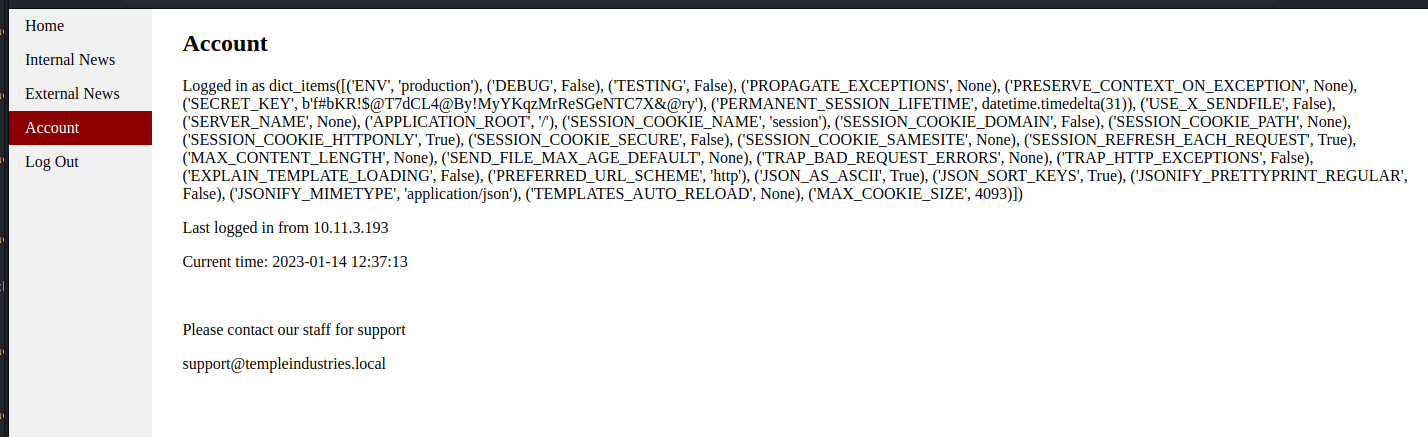 Home
Internal News
External News
Account
Log Out
Account
Logged in as dict_items([('ENV', 'production'), ('DEBUG', False), ('TESTING', False), ('PROPAGATE_EXCEPTIONS', None), ('PRESERVE_CONTEXT_ON_EXCEPTION', None),
('SECRET_KEY', b'f#bKR!$@T7dCL4@By!MyYKqzMrReSGeNTC7X&@ry'), ('PERMANENT_SESSION_LIFETIME', datetime.timedelta(31)), ('USE_X_SENDFILE', False),
('SERVER_NAME', None), ('APPLICATION_ROOT', '/'), ('SESSION_COOKIE_NAME', 'session'), ('SESSION_COOKIE_DOMAIN', False), ('SESSION_COOKIE_PATH', None),
('SESSION_COOKIE_HTTPONLY', True), ('SESSION_COOKIE_SECURE', False), ('SESSION_COOKIE_SAMESITE', None), ('SESSION_REFRESH_EACH_REQUEST', True),
('MAX_CONTENT_LENGTH', None), ('SEND_FILE_MAX_AGE_DEFAULT', None), ('TRAP_BAD_REQUEST_ERRORS', None), ('TRAP_HTTP_EXCEPTIONS', False),
('EXPLAIN_TEMPLATE_LOADING', False), ('PREFERRED_URL_SCHEME', 'http'), ('JSON_AS_ASCII', True), ('JSON_SORT_KEYS', True), ('JSONIFY_PRETTYPRINT_REGULAR',
False), ('JSONIFY_MIMETYPE', 'application/json'), ('TEMPLATES_AUTO_RELOAD', None), ('MAX_COOKIE_SIZE', 4093)])
Last logged in from 10.11.3.193
Current time: 2023-01-14 12:37:13
Please contact our staff for support
support@templeindustries.local